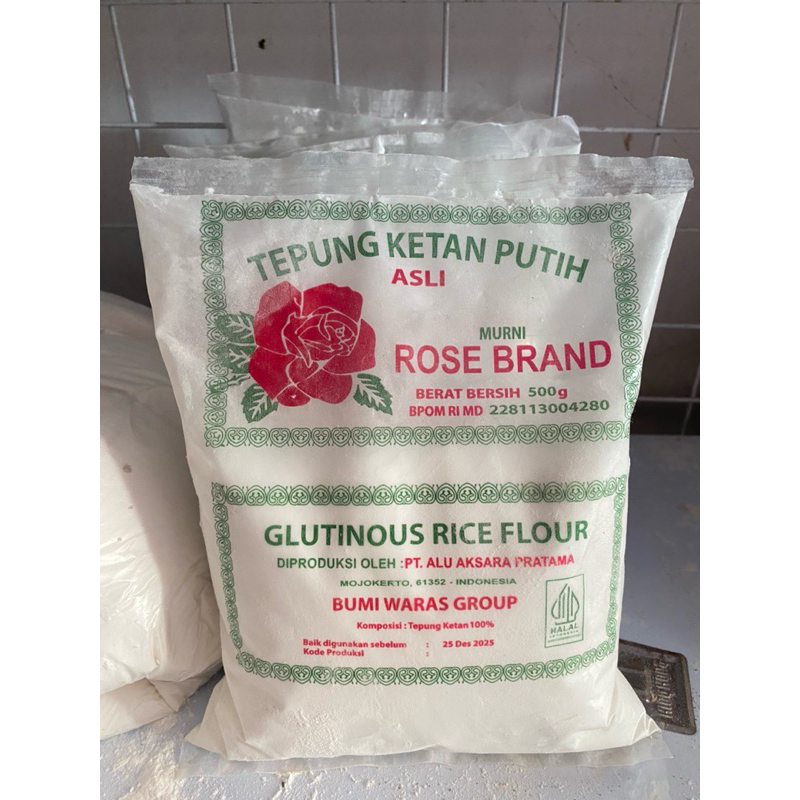 TEPUNG KETAN PUTIH
ASLI
MURNI
ROSE BRAND
BERAT BERSIH 500g
BPOM RI MD 228113004280
GLUTINOUS RICE FLOUR
DIPRODUKSI OLEH :PT. ALU AKSARA PRATAMA
MOJOKERTO, 61352 - INDONESIA
BUMI WARAS GROUP
Komposisi : Tepung Ketan 100%
HALAL
INDONESIA
Baik digunakan sebelum : 25 Des 2025
Kode Produksi :